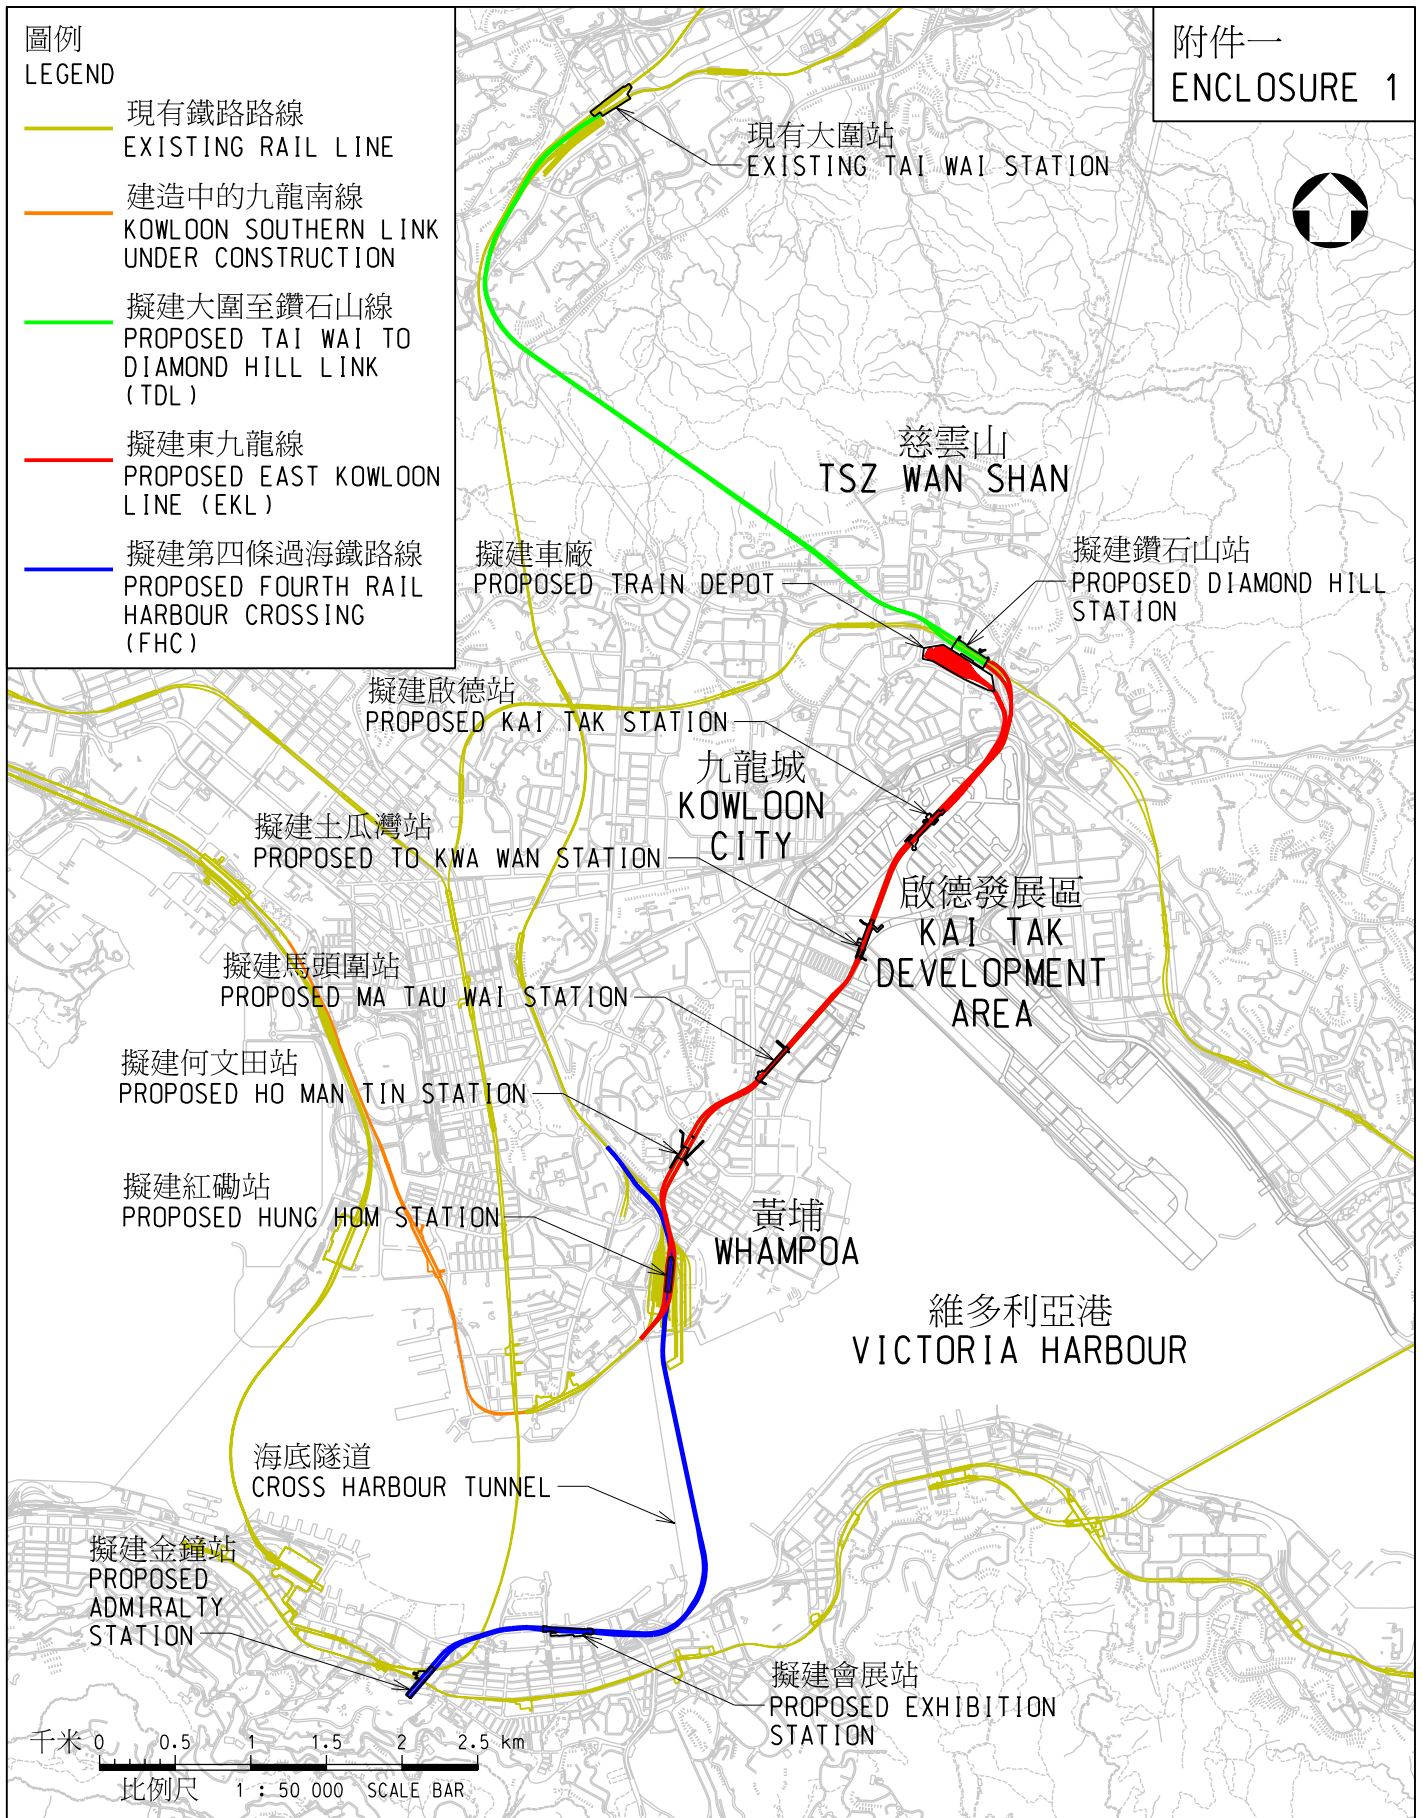 圖例
LEGEND
現有鐵路路線
EXISTING RAIL LINE
建造中的九龍南線
KOWLOON SOUTHERN LINK
UNDER CONSTRUCTION
擬建大圍至鑽石山線
PROPOSED TAI WAI TO
DIAMOND HILL LINK
(TDL)
擬建東九龍線
PROPOSED EAST KOWLOON
LINE (EKL)
擬建第四條過海鐵路線
PROPOSED FOURTH RAIL
HARBOUR CROSSING
(FHC)
附件一
ENCLOSURE 1
現有大圍站
EXISTING TAI WAI STATION
慈雲山
TSZ WAN SHAN
擬建車廠
PROPOSED TRAIN DEPOT
擬建鑽石山站
PROPOSED DIAMOND HILL
STATION
擬建啟德站
PROPOSED KAI TAK STATION
九龍城
KOWLOON
CITY
擬建土瓜灣站
PROPOSED TO KWA WAN STATION
啟德發展區
KAI TAK
DEVELOPMENT
AREA
擬建馬頭圍站
PROPOSED MA TAU WAI STATION
擬建何文田站
PROPOSED HO MAN TIN STATION
擬建紅磡站
PROPOSED HUNG HOM STATION
黃埔
WHAMPOA
維多利亞港
VICTORIA HARBOUR
海底隧道
CROSS HARBOUR TUNNEL
擬建金鐘站
PROPOSED
ADMIRALTY
STATION
擬建會展站
PROPOSED EXHIBITION
STATION
千米 0 0.5 1 1.5 2 2.5 km
比例尺 1 : 50 000 SCALE BAR